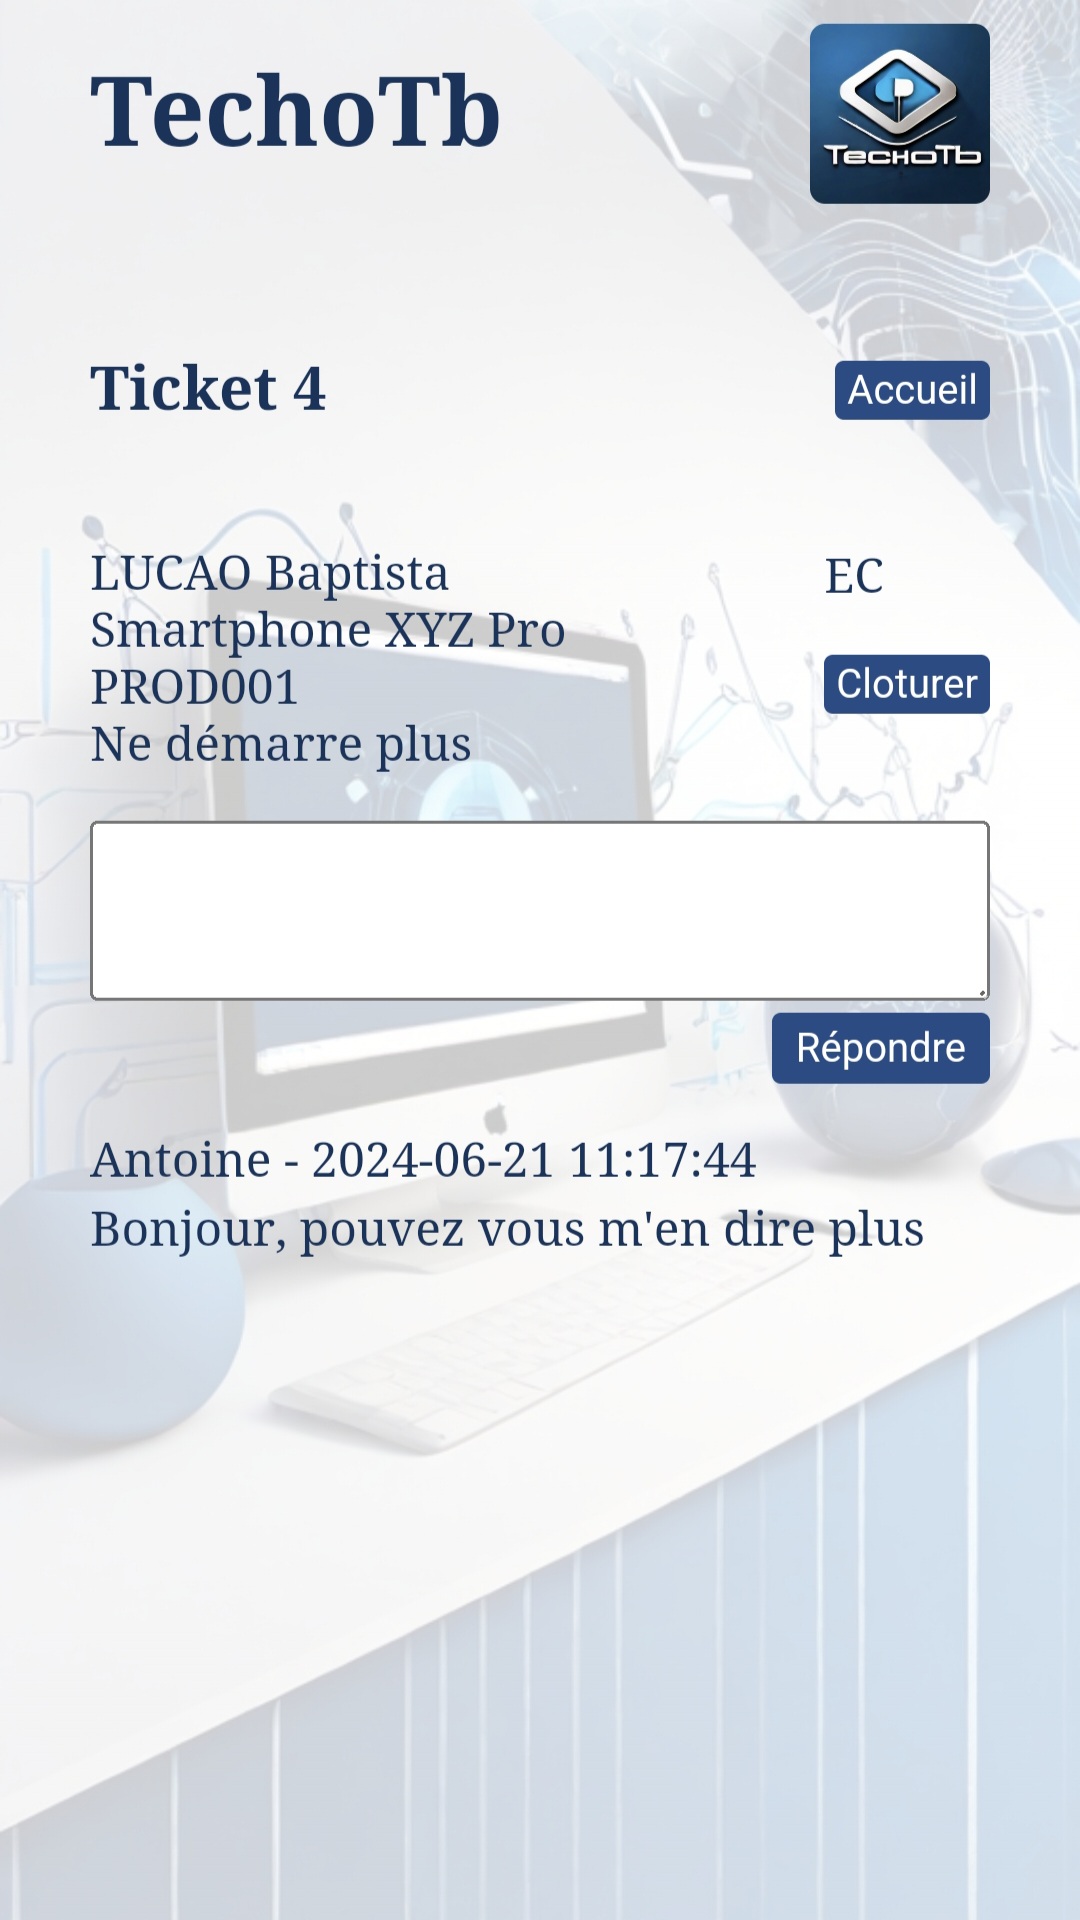 TechoTb
TECHOTb
Ticket 4
Accueil
LUCAO Baptista
EC
Smartphone XYZ Pro
PROD001
Cloturer
Ne démarre plus
Répondre
Antoine - 2024-06-21 11:17:44
Bonjour, pouvez vous m'en dire plus